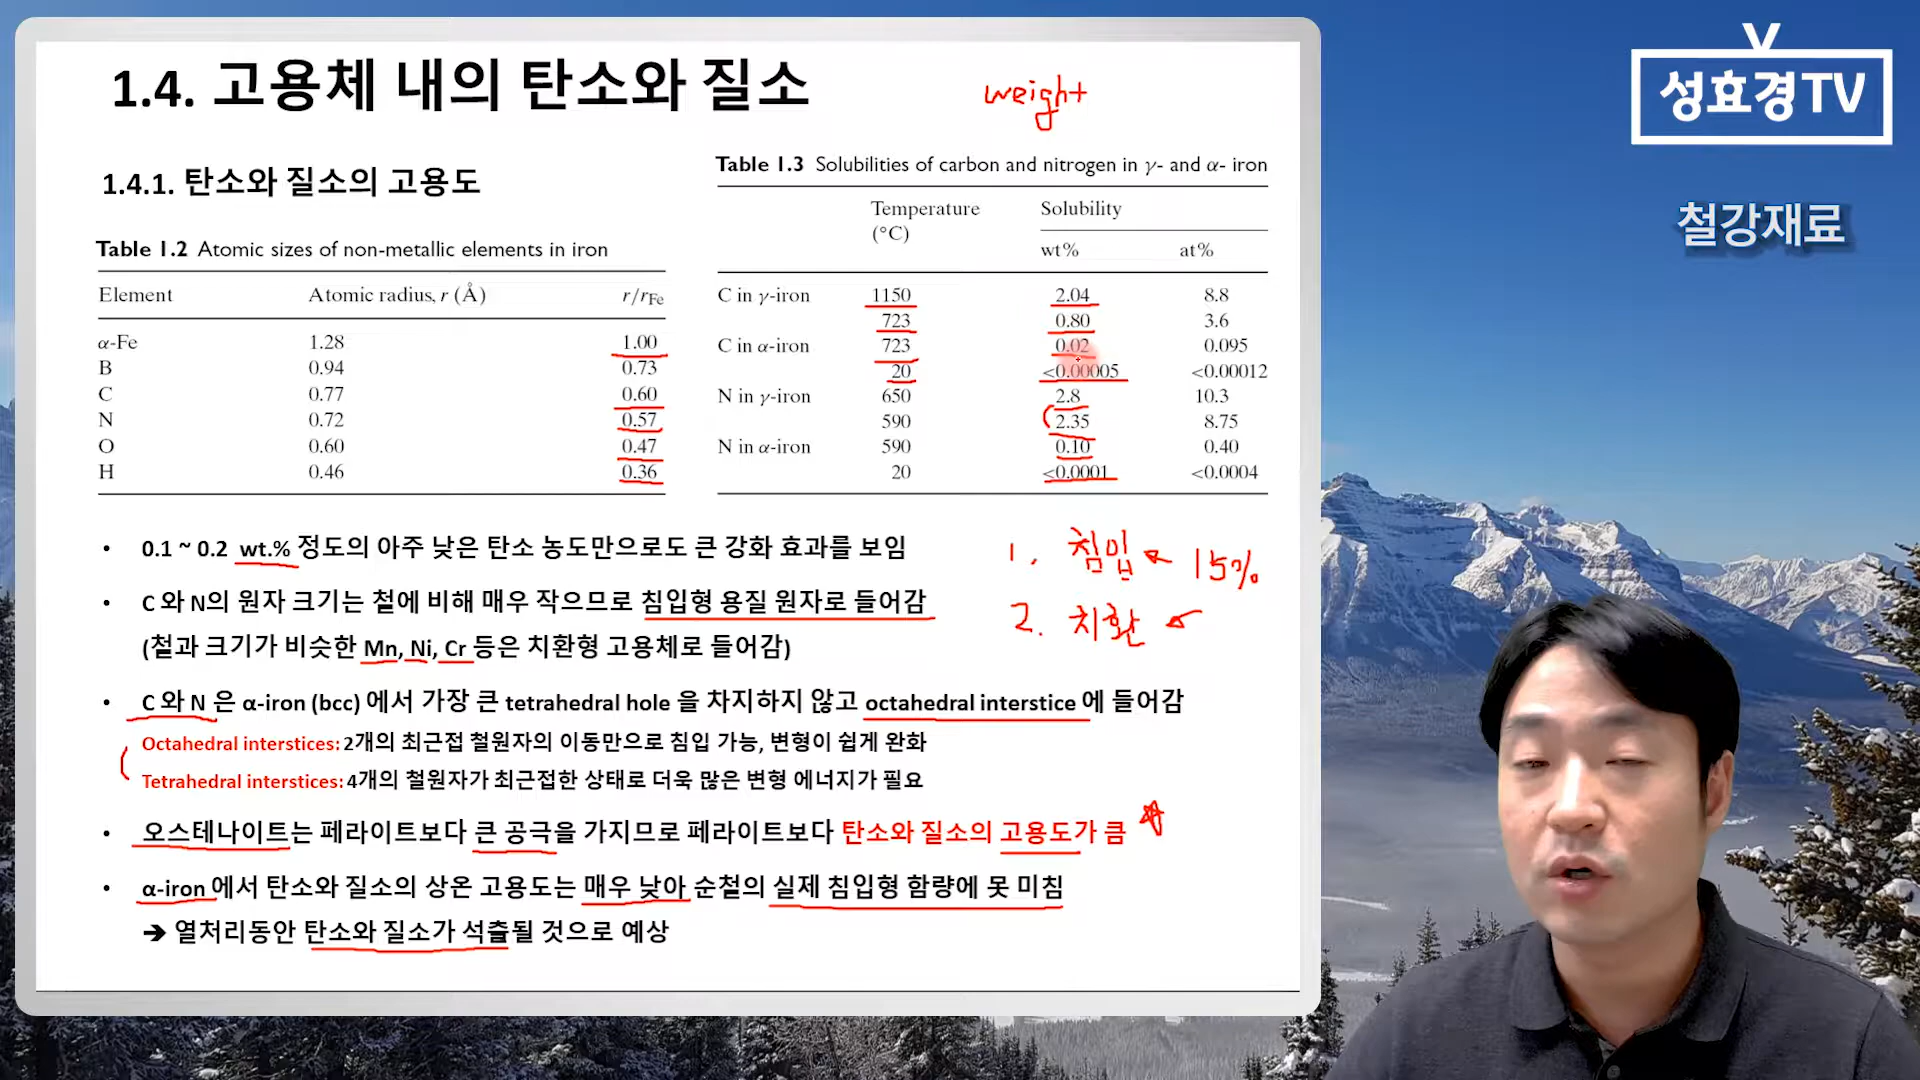 1.4. 고용체 내의 탄소와 질소
weight
1.4.1. 탄소와 질소의 고용도
Table 1.2 Atomic sizes of non-metallic elements in iron
Element Atomic radius, r (Å) r/rFe
α-Fe 1.28 1.00
B 0.94 0.73
C 0.77 0.60
N 0.72 0.57
O 0.60 0.47
H 0.46 0.36
Table 1.3 Solubilities of carbon and nitrogen in γ- and α- iron
Temperature Solubility
(°C)
wt% at%
C in γ-iron 1150 2.04 8.8
723 0.80 3.6
C in α-iron 723 0.02 0.095
20 <0.00005 <0.00012
N in γ-iron 650 2.8 10.3
590 2.35 8.75
N in α-iron 590 0.10 0.40
20 <0.0001 <0.0004
• 0.1 ~ 0.2 wt.% 정도의 아주 낮은 탄소 농도만으로도 큰 강화 효과를 보임
• C 와 N의 원자 크기는 철에 비해 매우 작으므로 침입형 용질 원자로 들어감
(철과 크기가 비슷한 Mn, Ni, Cr 등은 치환형 고용체로 들어감)
1. 침입 15%
2. 치환
• C 와 N 은 α-iron (bcc) 에서 가장 큰 tetrahedral hole 을 차지하지 않고 octahedral interstice 에 들어감
Octahedral interstices: 2개의 최근접 철원자의 이동만으로 침입 가능, 변형이 쉽게 완화
Tetrahedral interstices: 4개의 철원자가 최근접한 상태로 더욱 많은 변형 에너지가 필요
• 오스테나이트는 페라이트보다 큰 공극을 가지므로 페라이트보다 탄소와 질소의 고용도가 큼
• α-iron 에서 탄소와 질소의 상온 고용도는 매우 낮아 순철의 실제 침입형 함량에 못 미침
➔ 열처리동안 탄소와 질소가 석출될 것으로 예상
성효경TV
철강재료